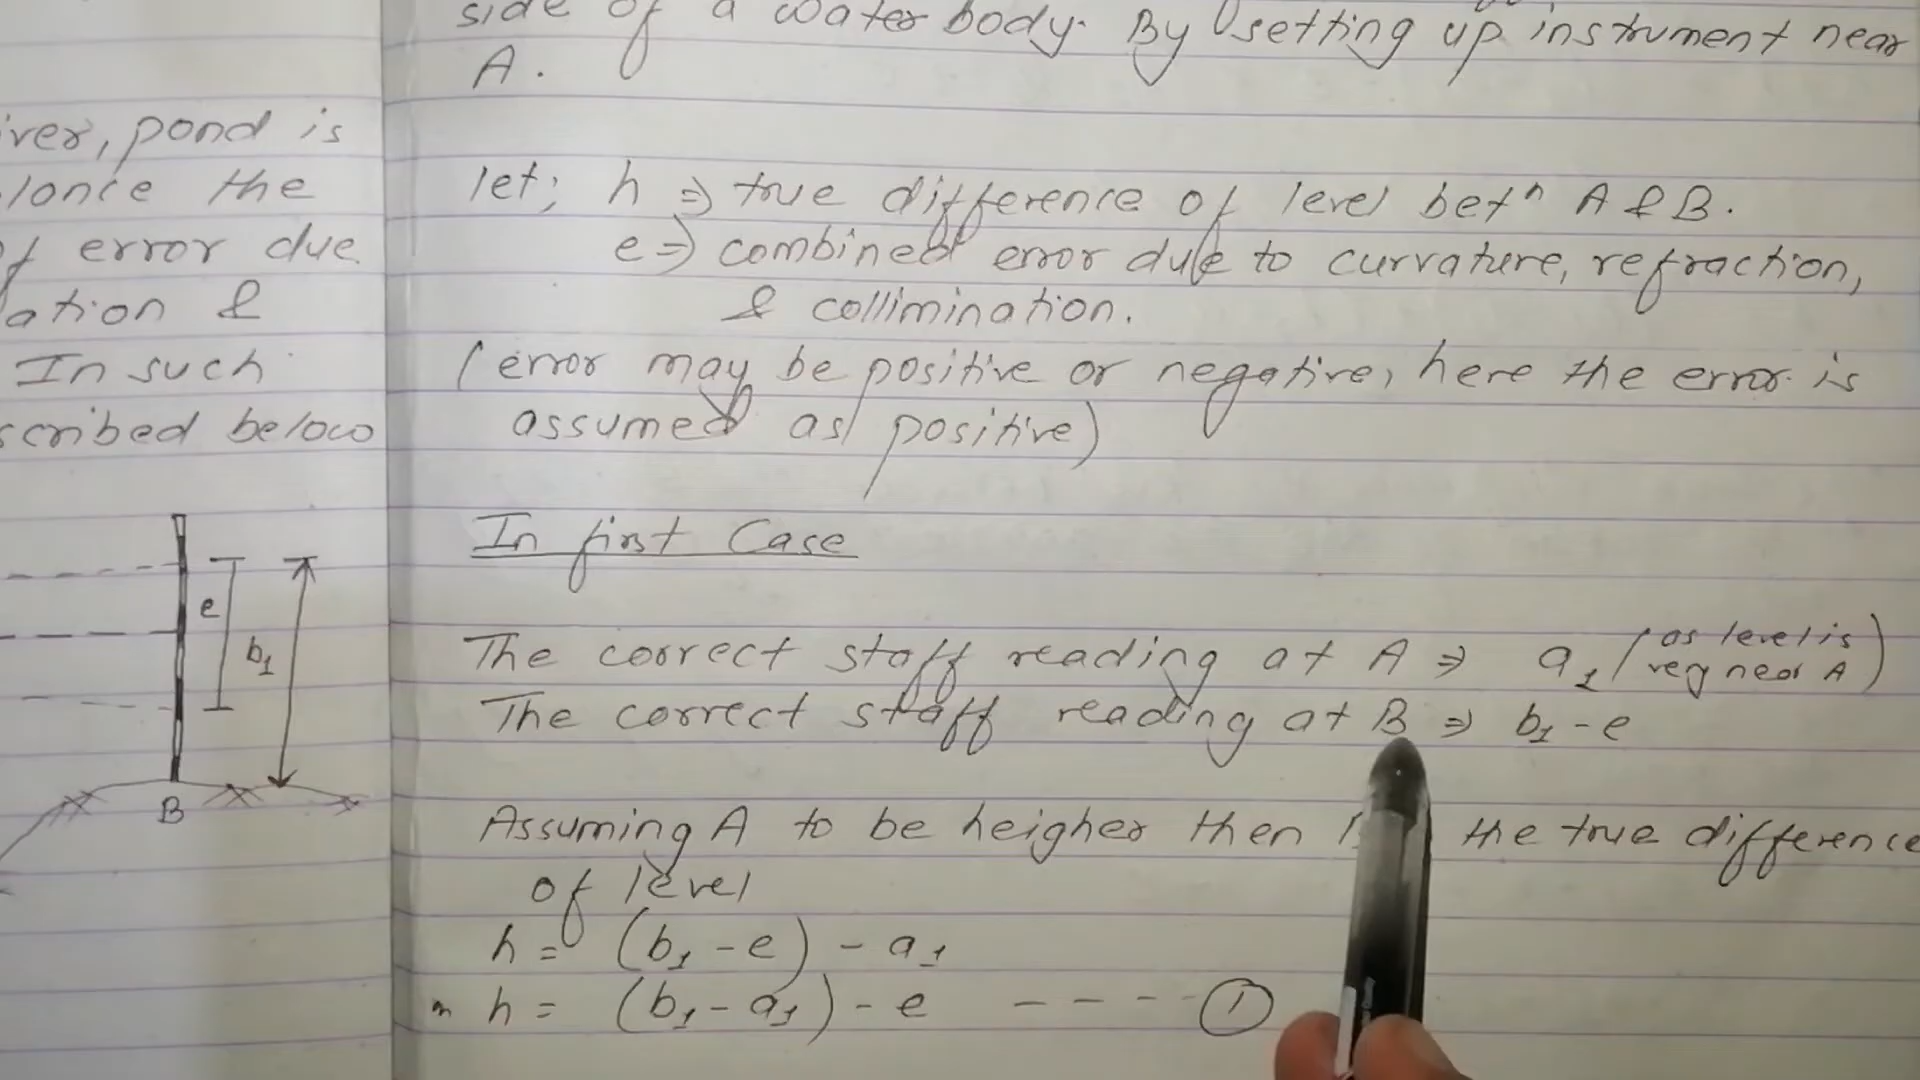 side of a water body. By setting up instrument near
A.
iver, pond is
lance the
of error due
ation &
In such
scribed below
let; h ⇒ true difference of level betⁿ A & B.
e ⇒ combined error due to curvature, refraction,
& collimination.
(error may be positive or negative, here the error is
assumed as positive)
In first Case
The correct staff reading at A ⇒ a₁ (as level is
very near A)
The correct staff reading at B ⇒ b₁ - e
Assuming A to be heigher then the true difference
of level
h = (b₁ - e) - a₁
h = (b₁ - a₁) - e ---- ①
e
b₁
B